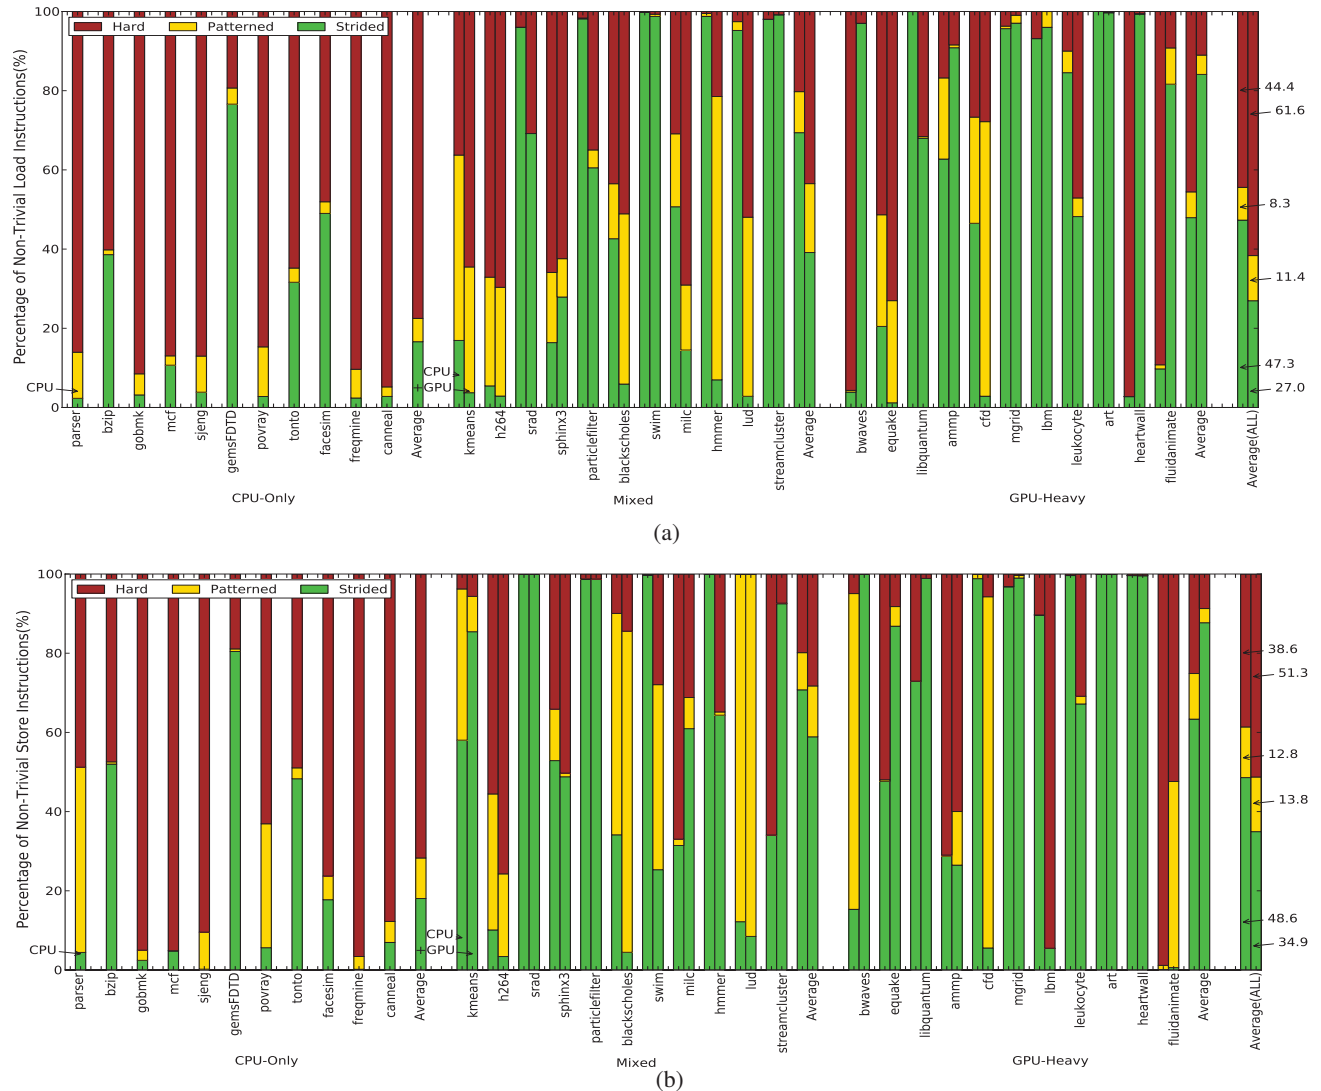 Percentage of Non-Trivial Load Instructions(%)
100
80
60
40
20
0
Hard Patterned Strided
CPU
CPU
+GPU
44.4
61.6
8.3
11.4
47.3
27.0
parser
bzip
gobmk
mcf
sjeng
gemsFDTD
povray
tonto
facesim
freqmine
canneal
Average
kmeans
h264
srad
sphinx3
particlefilter
blackscholes
swim
milc
hmmer
lud
streamcluster
Average
bwaves
equake
libquantum
ammp
cfd
mgrid
lbm
leukocyte
art
heartwall
fluidanimate
Average
Average(ALL)
CPU-Only
Mixed
GPU-Heavy
(a)
Percentage of Non-Trivial Store Instructions(%)
100
80
60
40
20
0
Hard Patterned Strided
CPU
CPU
+GPU
38.6
51.3
12.8
13.8
48.6
34.9
parser
bzip
gobmk
mcf
sjeng
gemsFDTD
povray
tonto
facesim
freqmine
canneal
Average
kmeans
h264
srad
sphinx3
particlefilter
blackscholes
swim
milc
hmmer
lud
streamcluster
Average
bwaves
equake
libquantum
ammp
cfd
mgrid
lbm
leukocyte
art
heartwall
fluidanimate
Average
Average(ALL)
CPU-Only
Mixed
GPU-Heavy
(b)